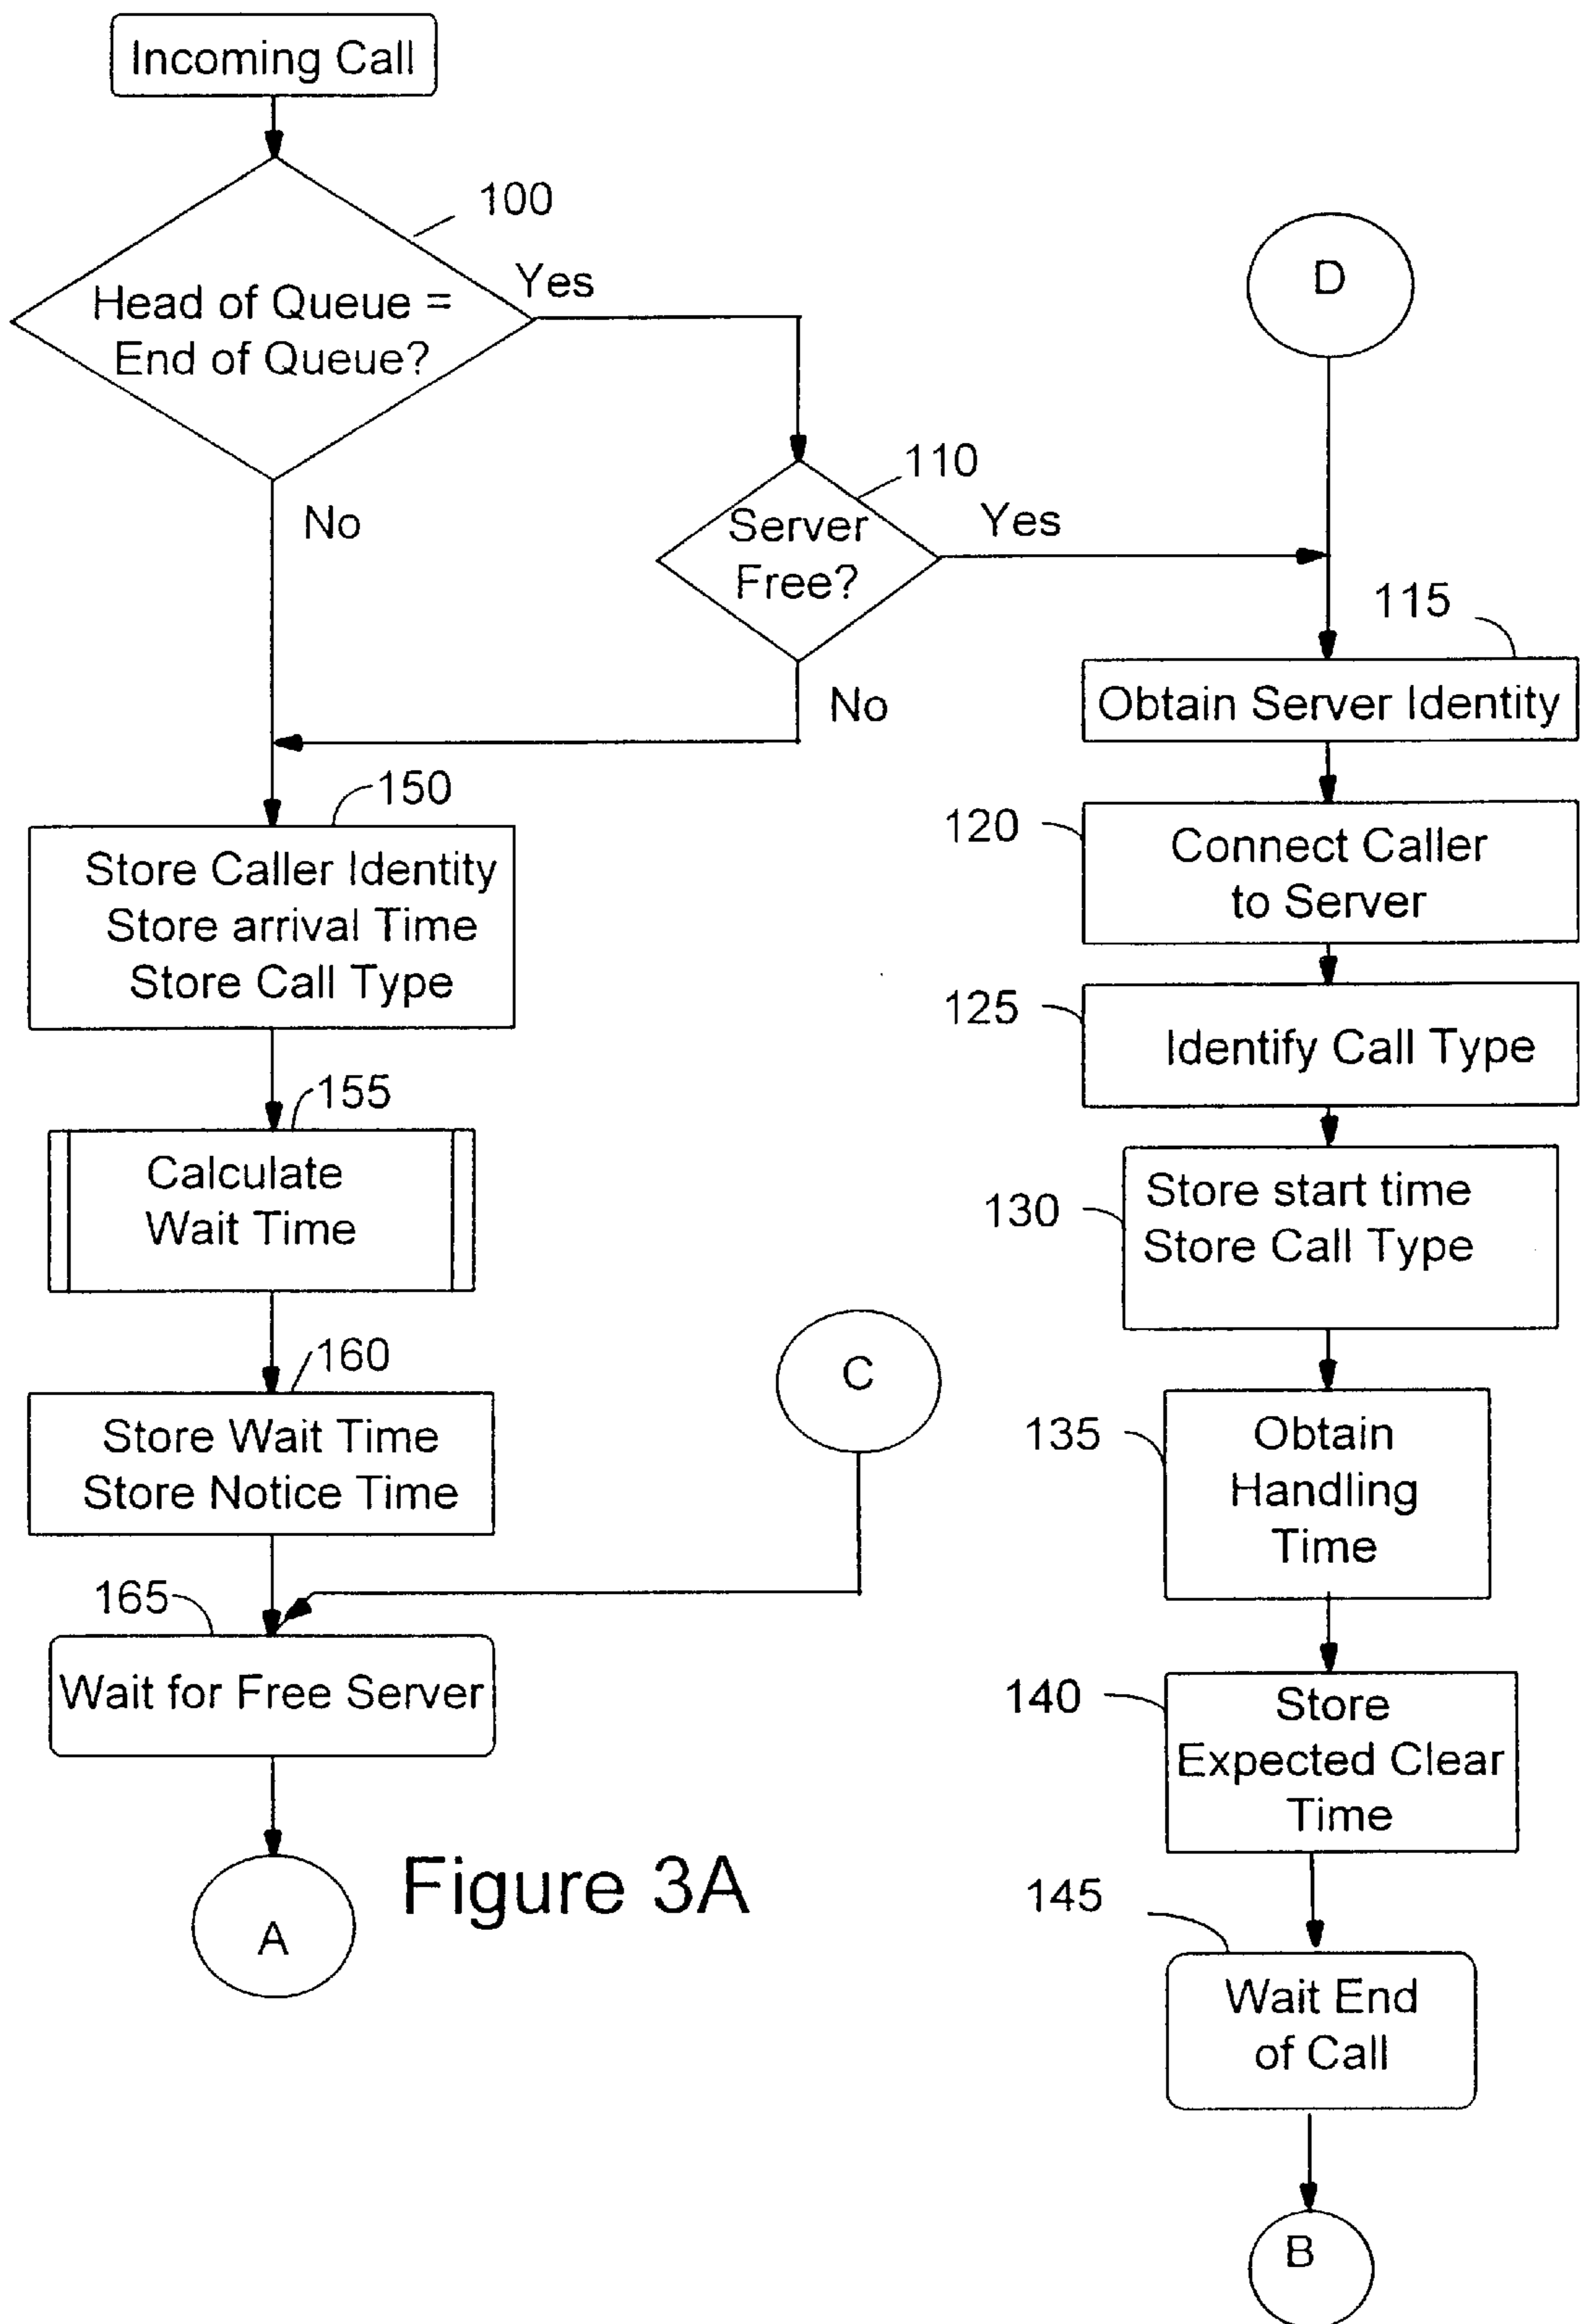 Incoming Call
100
Head of Queue =
End of Queue?
Yes
No
110
Server
Free?
Yes
No
D
115
Obtain Server Identity
120
Connect Caller
to Server
125
Identify Call Type
130
Store start time
Store Call Type
135
Obtain
Handling
Time
140
Store
Expected Clear
Time
145
Wait End
of Call
B
150
Store Caller Identity
Store arrival Time
Store Call Type
155
Calculate
Wait Time
160
Store Wait Time
Store Notice Time
C
165
Wait for Free Server
A
Figure 3A